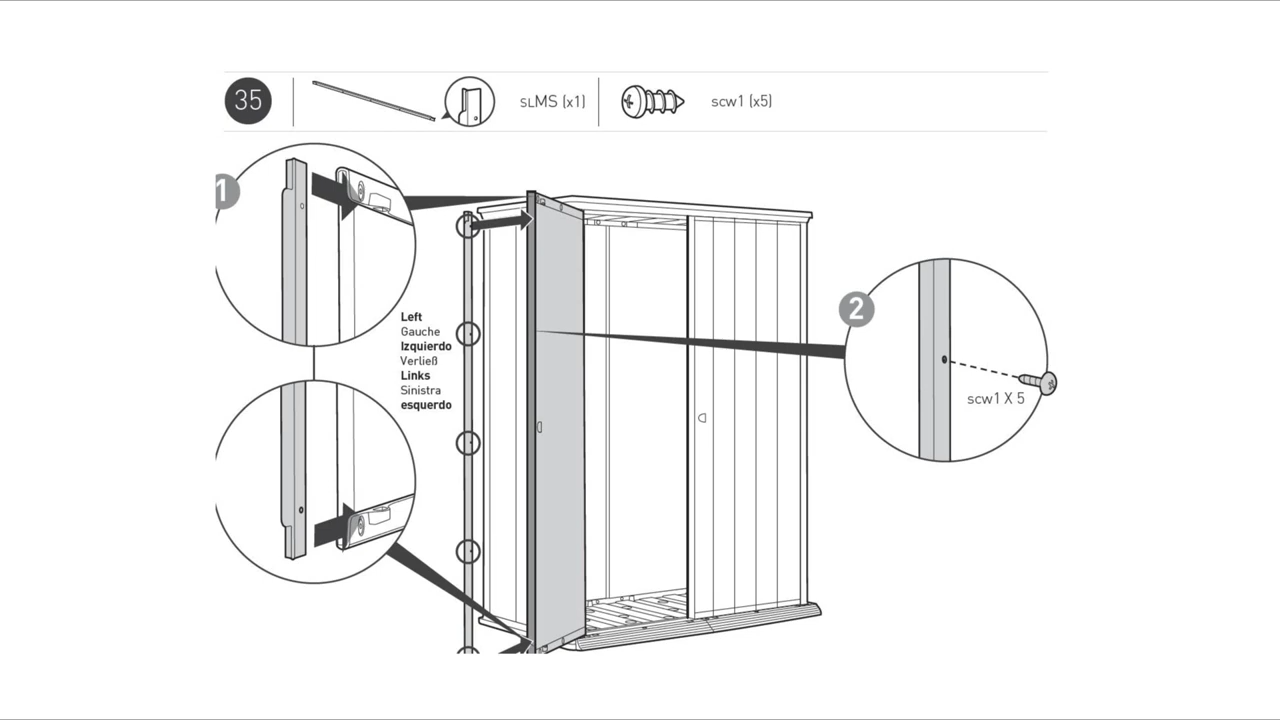 35
SLMS (x1)
scw1 (x5)
1
Left
Gauche
Izquierdo
Verließ
Links
Sinistra
esquerdo
2
scw1 X 5